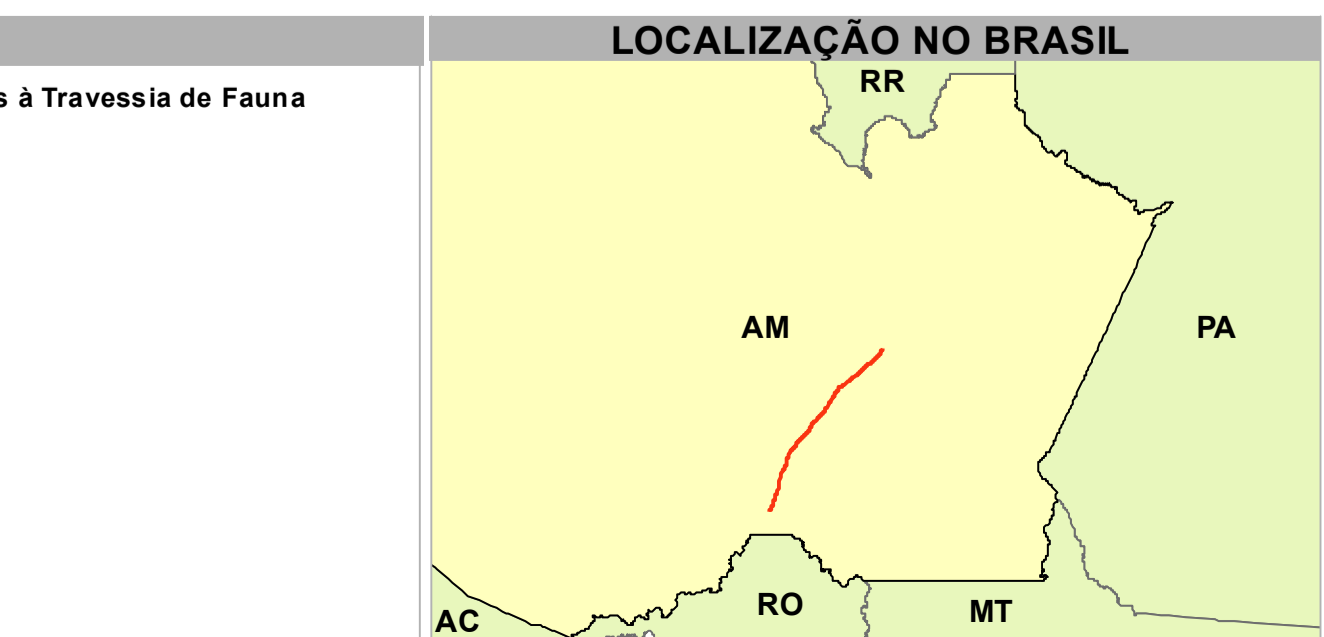 LOCALIZAÇÃO NO BRASIL
s à Travessia de Fauna
RR
AM
PA
RO
MT
AC